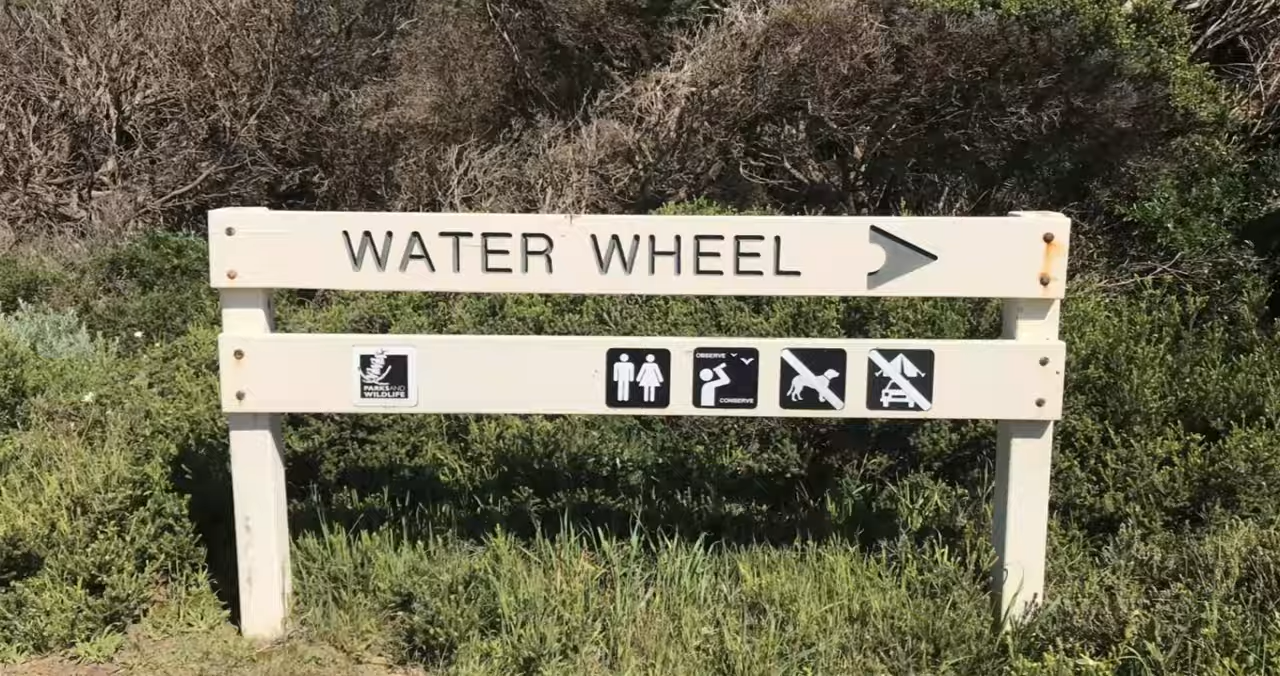 WATER WHEEL
PARKS AND
WILDLIFE
OBSERVE
CONSERVE